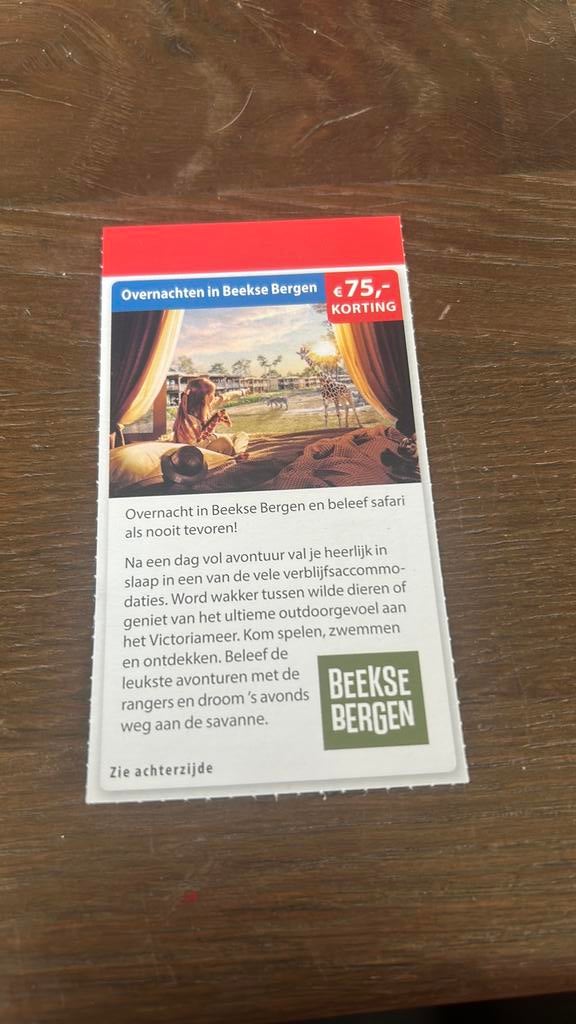 Overnachten in Beekse Bergen
€ 75,-
KORTING
Overnacht in Beekse Bergen en beleef safari
als nooit tevoren!
Na een dag vol avontuur val je heerlijk in
slaap in een van de vele verblijfsaccommo-
daties. Word wakker tussen wilde dieren of
geniet van het ultieme outdoorgevoel aan
het Victoriameer. Kom spelen, zwemmen
en ontdekken. Beleef de
leukste avonturen met de
rangers en droom 's avonds
weg aan de savanne.
BEEKSE
BERGEN
Zie achterzijde